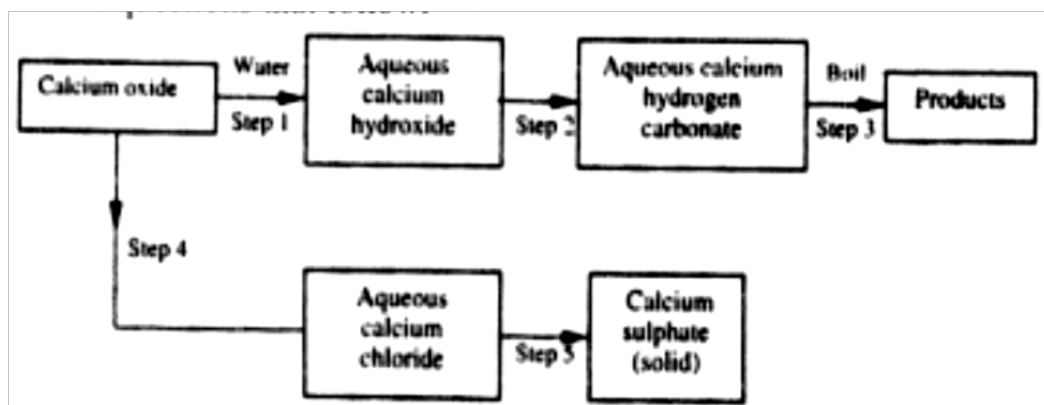 Calcium oxide
Water
Step 1
Aqueous
calcium
hydroxide
Step 2
Aqueous calcium
hydrogen
carbonate
Boil
Step 3
Products
Step 4
Aqueous
calcium
chloride
Step 5
Calcium
sulphate
(solid)